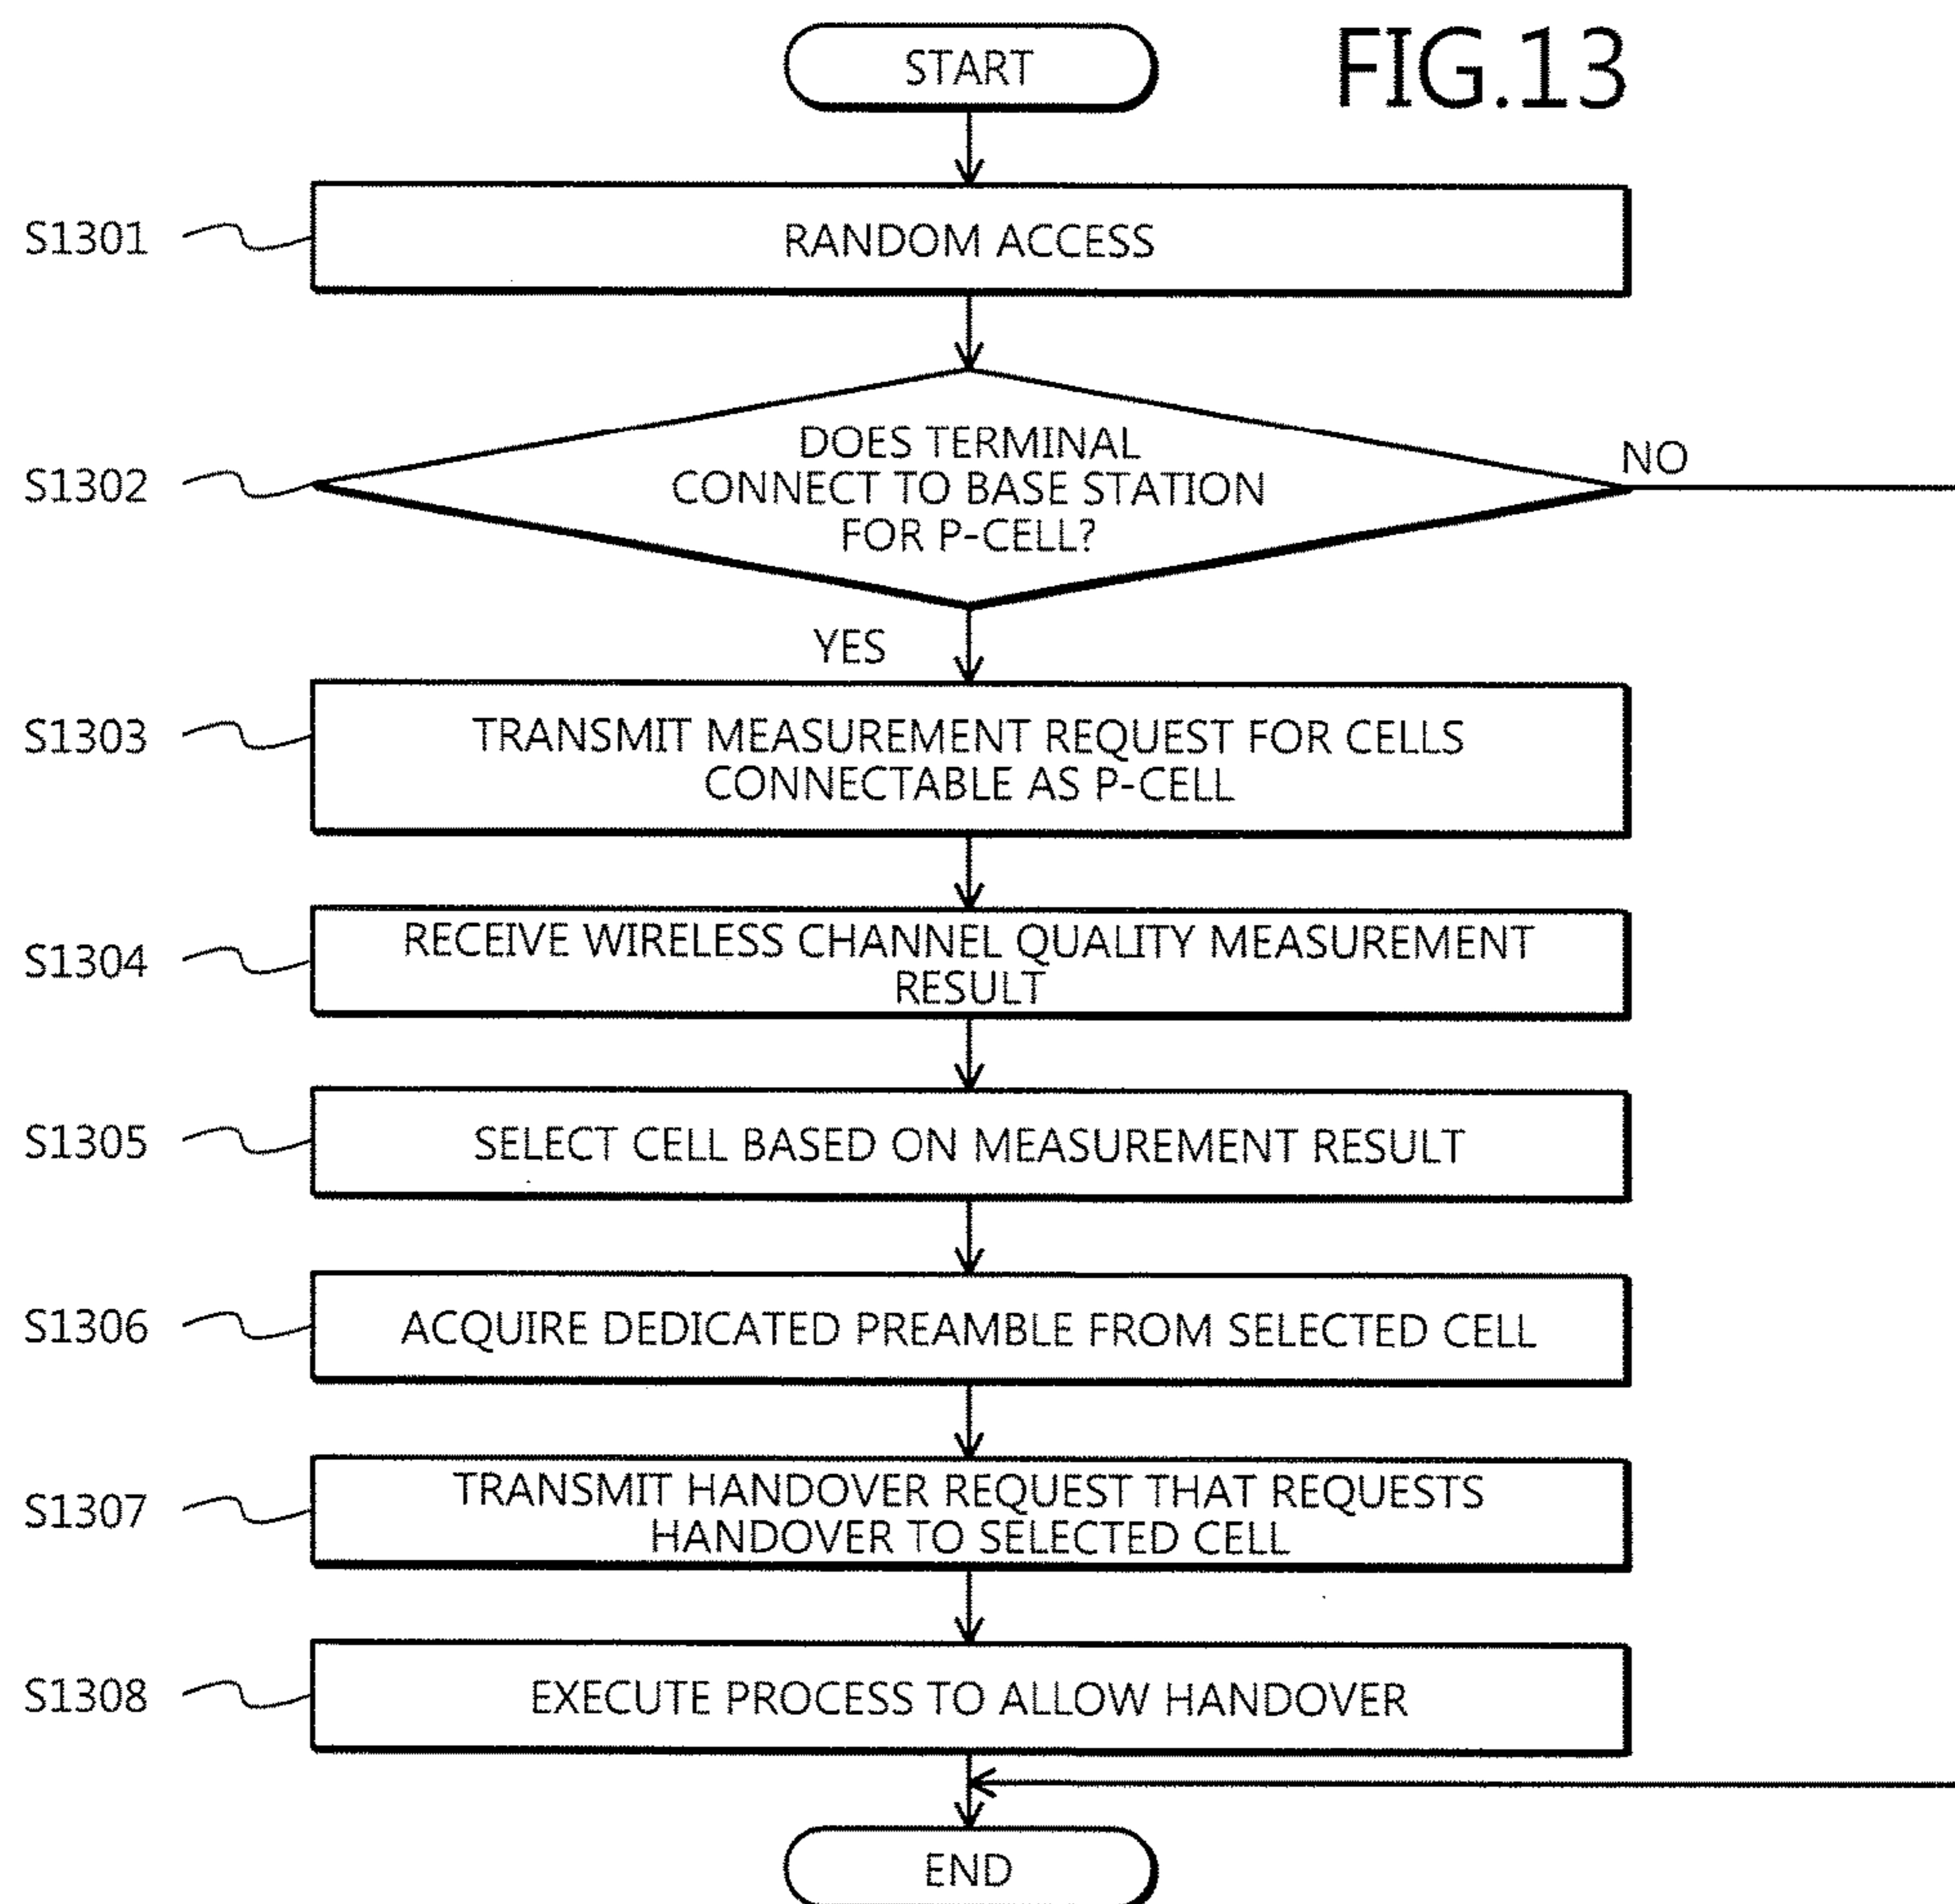 FIG.13
START
S1301
RANDOM ACCESS
S1302
DOES TERMINAL
CONNECT TO BASE STATION
FOR P-CELL?
NO
YES
S1303
TRANSMIT MEASUREMENT REQUEST FOR CELLS
CONNECTABLE AS P-CELL
S1304
RECEIVE WIRELESS CHANNEL QUALITY MEASUREMENT
RESULT
S1305
SELECT CELL BASED ON MEASUREMENT RESULT
S1306
ACQUIRE DEDICATED PREAMBLE FROM SELECTED CELL
S1307
TRANSMIT HANDOVER REQUEST THAT REQUESTS
HANDOVER TO SELECTED CELL
S1308
EXECUTE PROCESS TO ALLOW HANDOVER
END